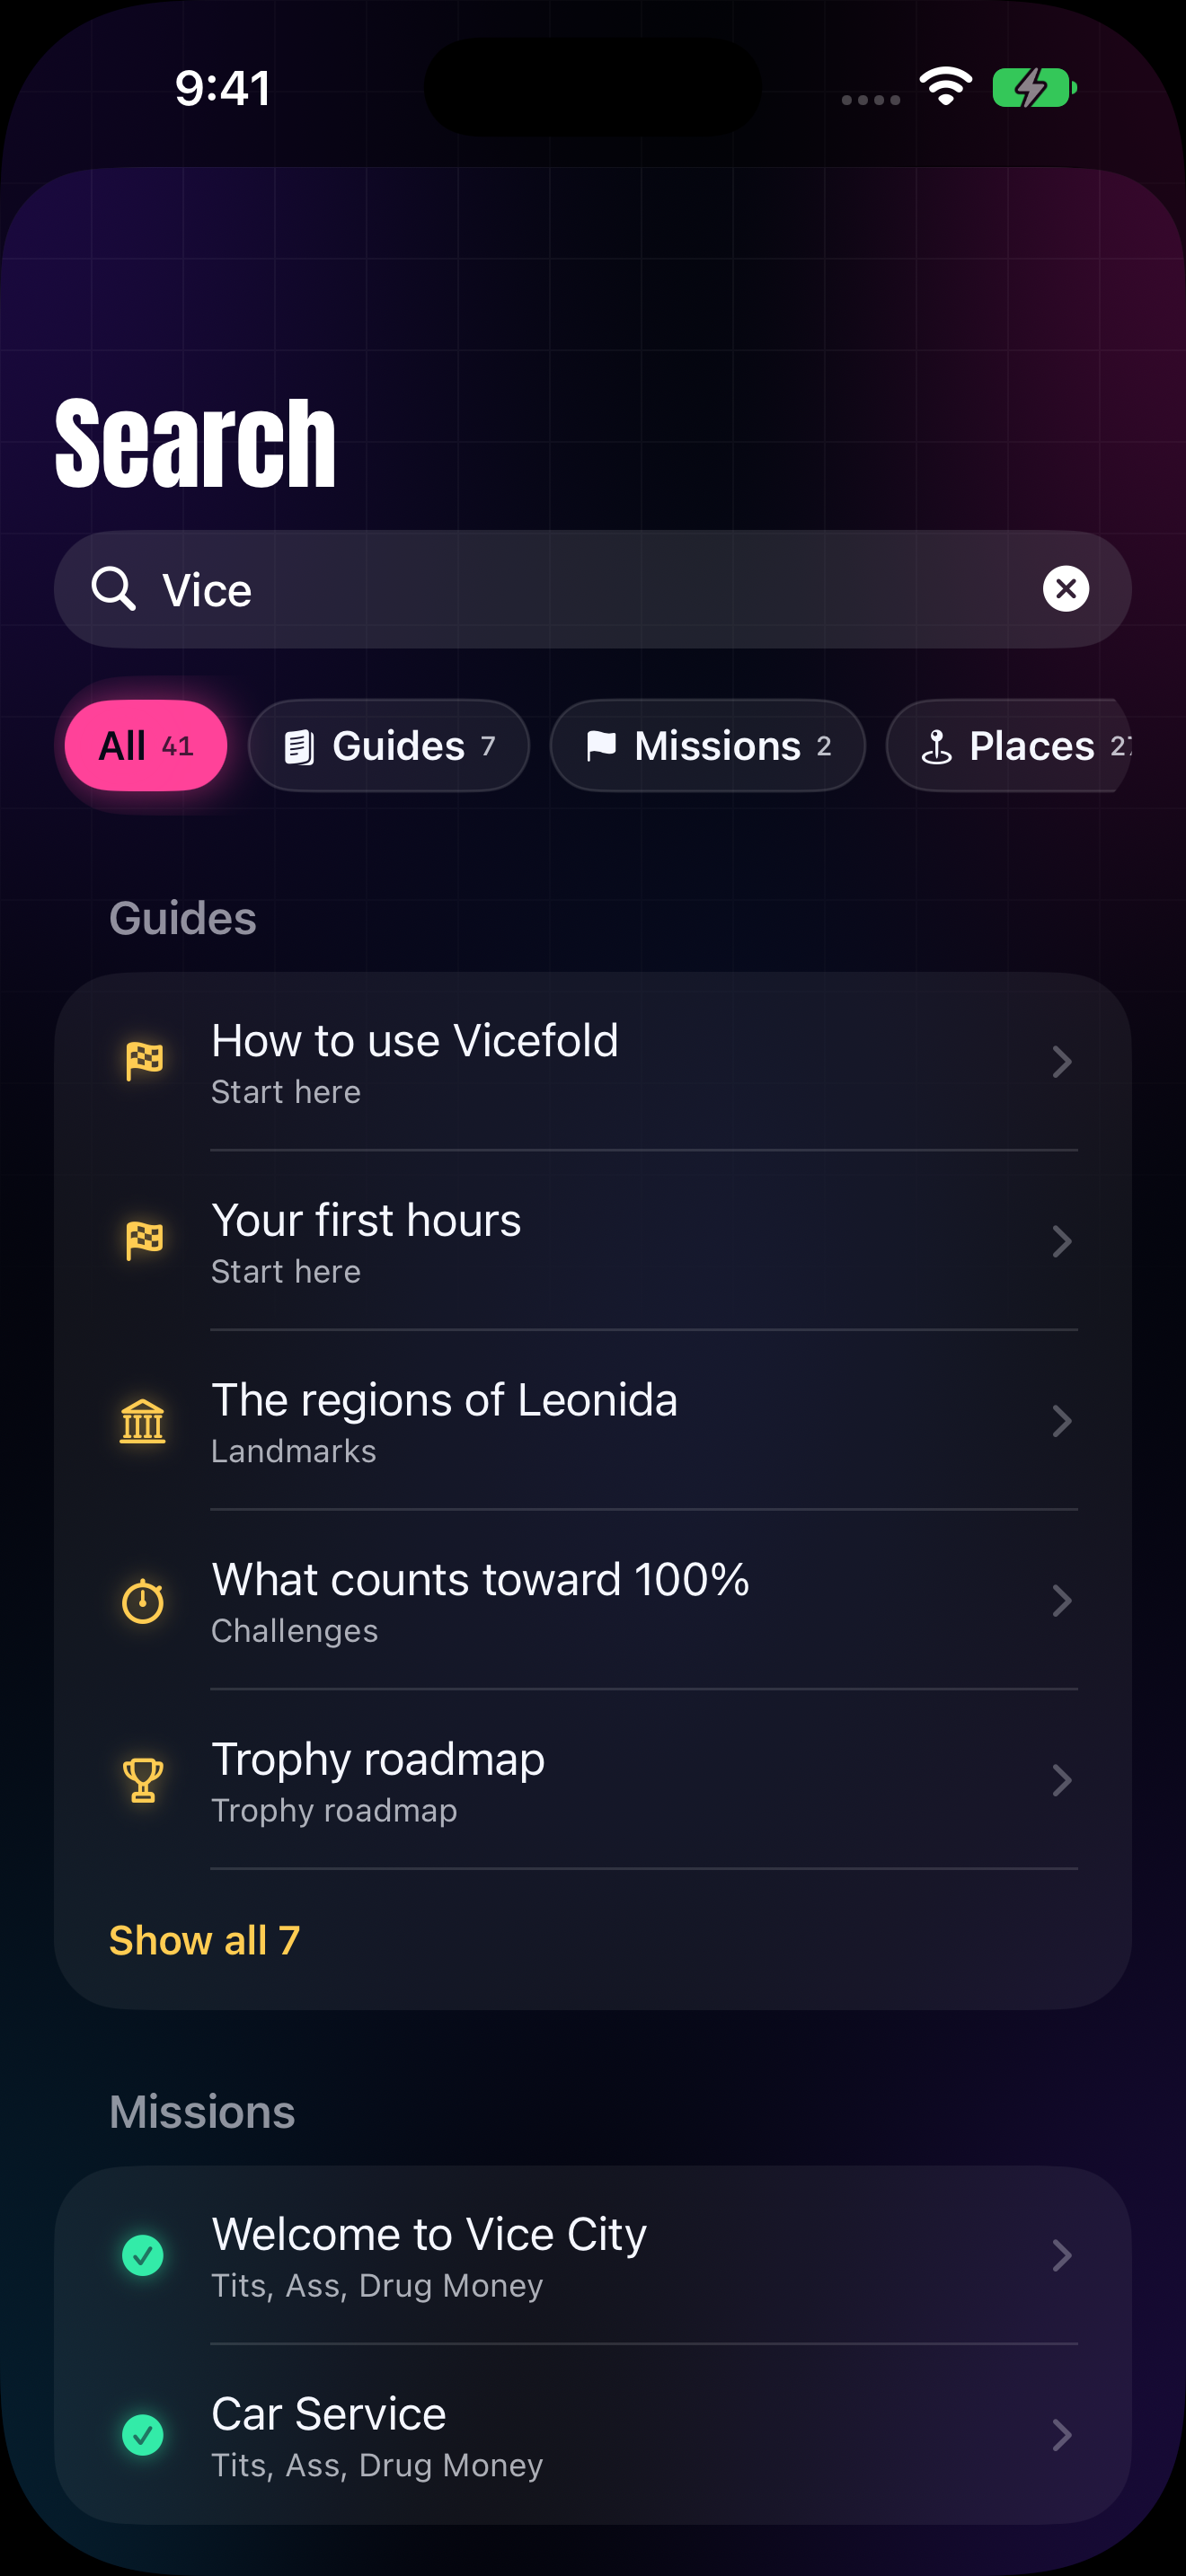 9:41
Search
Vice
All 41
Guides 7
Missions 2
Places 27
Guides
How to use Vicefold
Start here
Your first hours
Start here
The regions of Leonida
Landmarks
What counts toward 100%
Challenges
Trophy roadmap
Trophy roadmap
Show all 7
Missions
Welcome to Vice City
Tits, Ass, Drug Money
Car Service
Tits, Ass, Drug Money